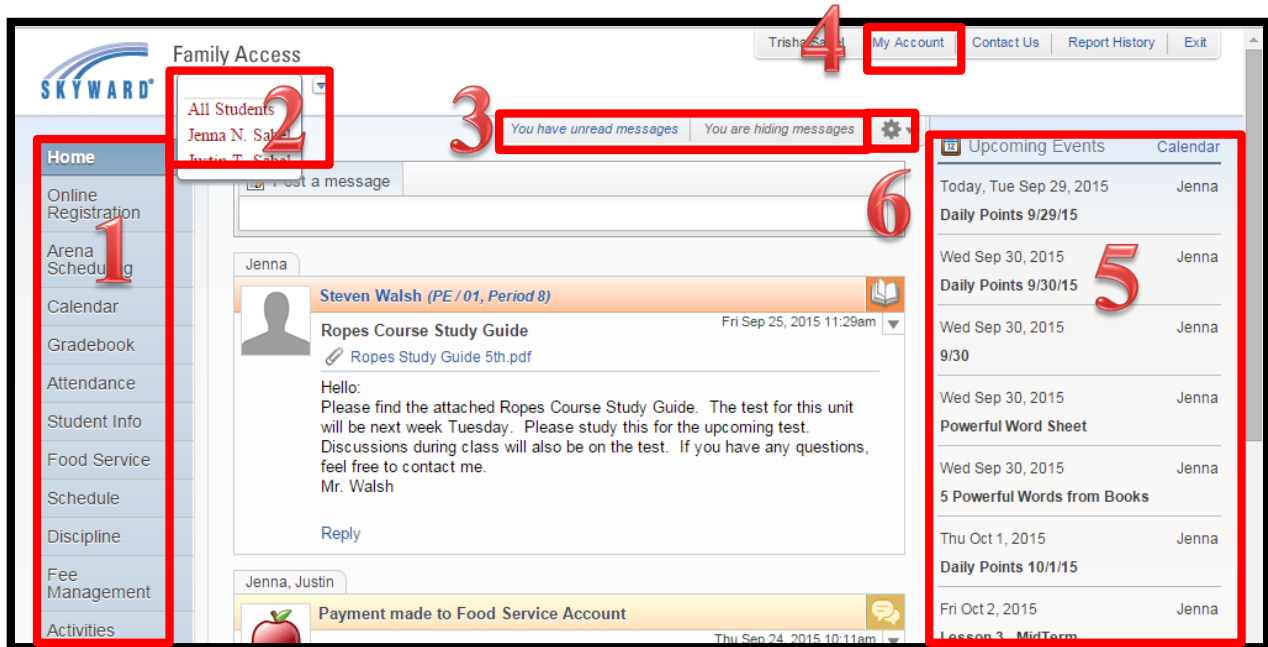 4
Trisha
My Account
Contact Us
Report History
Exit
SKYWARD®
Family Access
All Students
Jenna N. Sabel
Justin T. Sabel
2
3
You have unread messages
You are hiding messages
6
1
Home
Online
Registration
Arena
Scheduling
Calendar
Gradebook
Attendance
Student Info
Food Service
Schedule
Discipline
Fee
Management
Activities
Post a message
Jenna
Steven Walsh (PE / 01, Period 8)
Ropes Course Study Guide
Fri Sep 25, 2015 11:29am
Ropes Study Guide 5th.pdf
Hello:
Please find the attached Ropes Course Study Guide. The test for this unit
will be next week Tuesday. Please study this for the upcoming test.
Discussions during class will also be on the test. If you have any questions,
feel free to contact me.
Mr. Walsh
Reply
Jenna, Justin
Payment made to Food Service Account
Thu Sep 24, 2015 10:11am
12
Upcoming Events
Calendar
5
Today, Tue Sep 29, 2015 Jenna
Daily Points 9/29/15
Wed Sep 30, 2015 Jenna
Daily Points 9/30/15
Wed Sep 30, 2015 Jenna
9/30
Wed Sep 30, 2015 Jenna
Powerful Word Sheet
Wed Sep 30, 2015 Jenna
5 Powerful Words from Books
Thu Oct 1, 2015 Jenna
Daily Points 10/1/15
Fri Oct 2, 2015 Jenna
Lesson 3 MidTerm